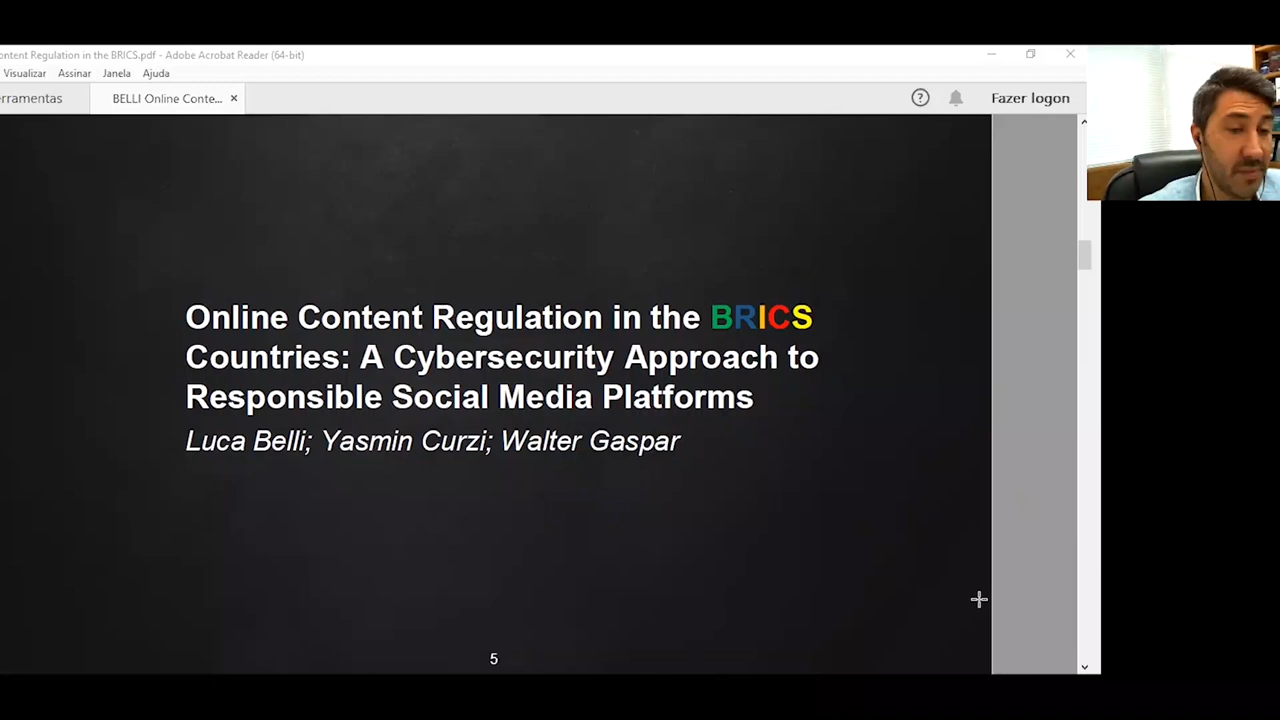 ontent Regulation in the BRICS.pdf - Adobe Acrobat Reader (64-bit)
Visualizar Assinar Janela Ajuda
erramentas BELLI Online Conte... × Fazer logon
Online Content Regulation in the BRICS
Countries: A Cybersecurity Approach to
Responsible Social Media Platforms
Luca Belli; Yasmin Curzi; Walter Gaspar
5